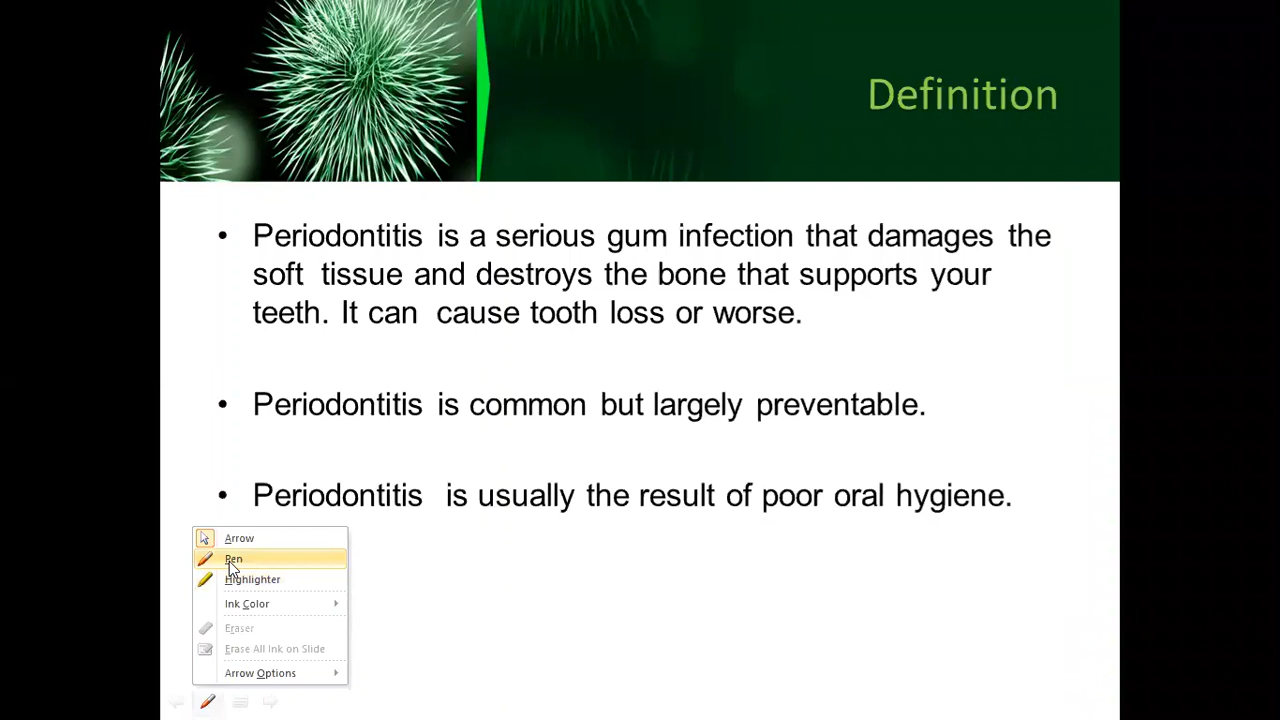 Definition
• Periodontitis is a serious gum infection that damages the
soft tissue and destroys the bone that supports your
teeth. It can cause tooth loss or worse.
• Periodontitis is common but largely preventable.
• Periodontitis is usually the result of poor oral hygiene.
Arrow
Pen
Highlighter
Ink Color
Eraser
Erase All Ink on Slide
Arrow Options